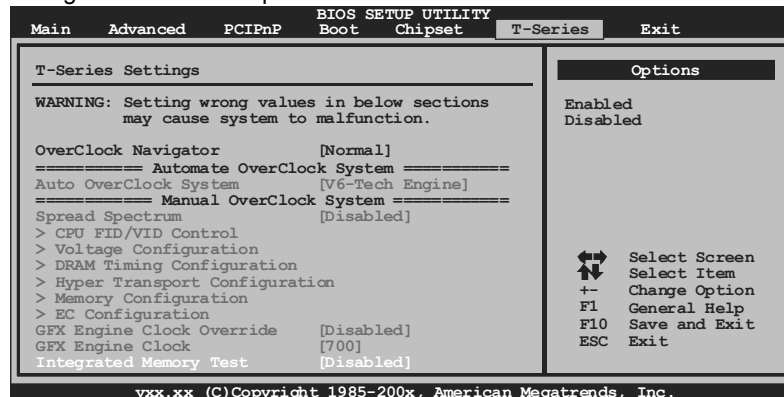 BIOS SETUP UTILITY
Main Advanced PCIPnP Boot Chipset T-Series Exit
T-Series Settings
WARNING: Setting wrong values in below sections
may cause system to malfunction.
OverClock Navigator [Normal]
=========== Automate OverClock System ===========
Auto OverClock System [V6-Tech Engine]
============ Manual OverClock System ============
Spread Spectrum [Disabled]
> CPU FID/VID Control
> Voltage Configuration
> DRAM Timing Configuration
> Hyper Transport Configuration
> Memory Configuration
> EC Configuration
GFX Engine Clock Override [Disabled]
GFX Engine Clock [700]
Integrated Memory Test [Disabled]
Options
Enabled
Disabled
Select Screen
Select Item
+- Change Option
F1 General Help
F10 Save and Exit
ESC Exit
vxx.xx (C)Copyright 1985-200x, American Megatrends, Inc.